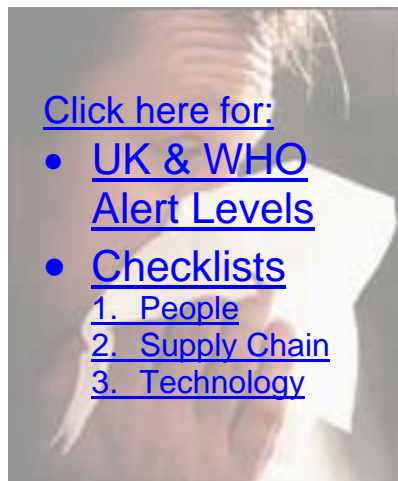 Click here for:
• UK & WHO
Alert Levels
• Checklists
1. People
2. Supply Chain
3. Technology